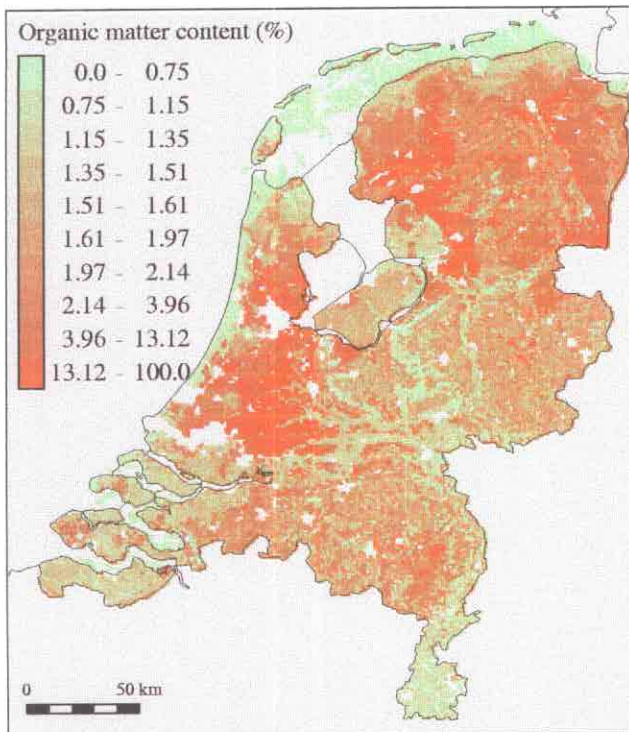 Organic matter content (%)
0.0 - 0.75
0.75 - 1.15
1.15 - 1.35
1.35 - 1.51
1.51 - 1.61
1.61 - 1.97
1.97 - 2.14
2.14 - 3.96
3.96 - 13.12
13.12 - 100.0
0 50 km